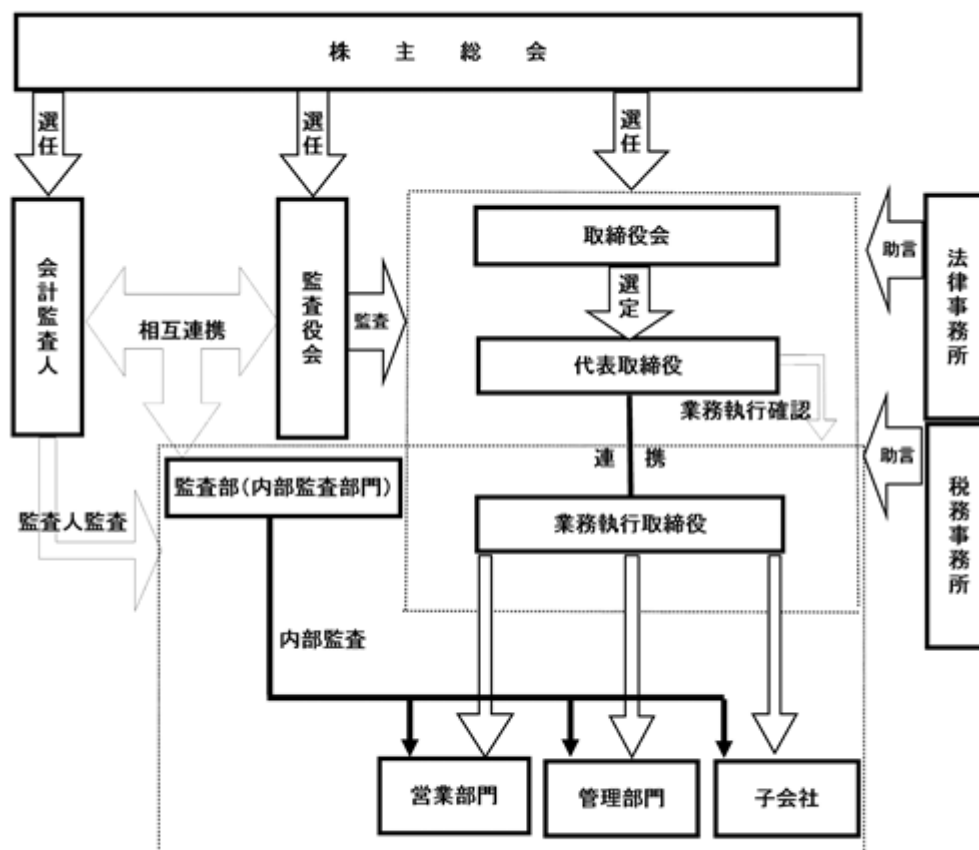 株主総会
選任
選任
選任
会計監査人
監査役会
取締役会
法律事務所
助言
選定
相互連携
監査
代表取締役
業務執行確認
助言
連携
監査部(内部監査部門)
税務事務所
監査人監査
業務執行取締役
内部監査
営業部門
管理部門
子会社